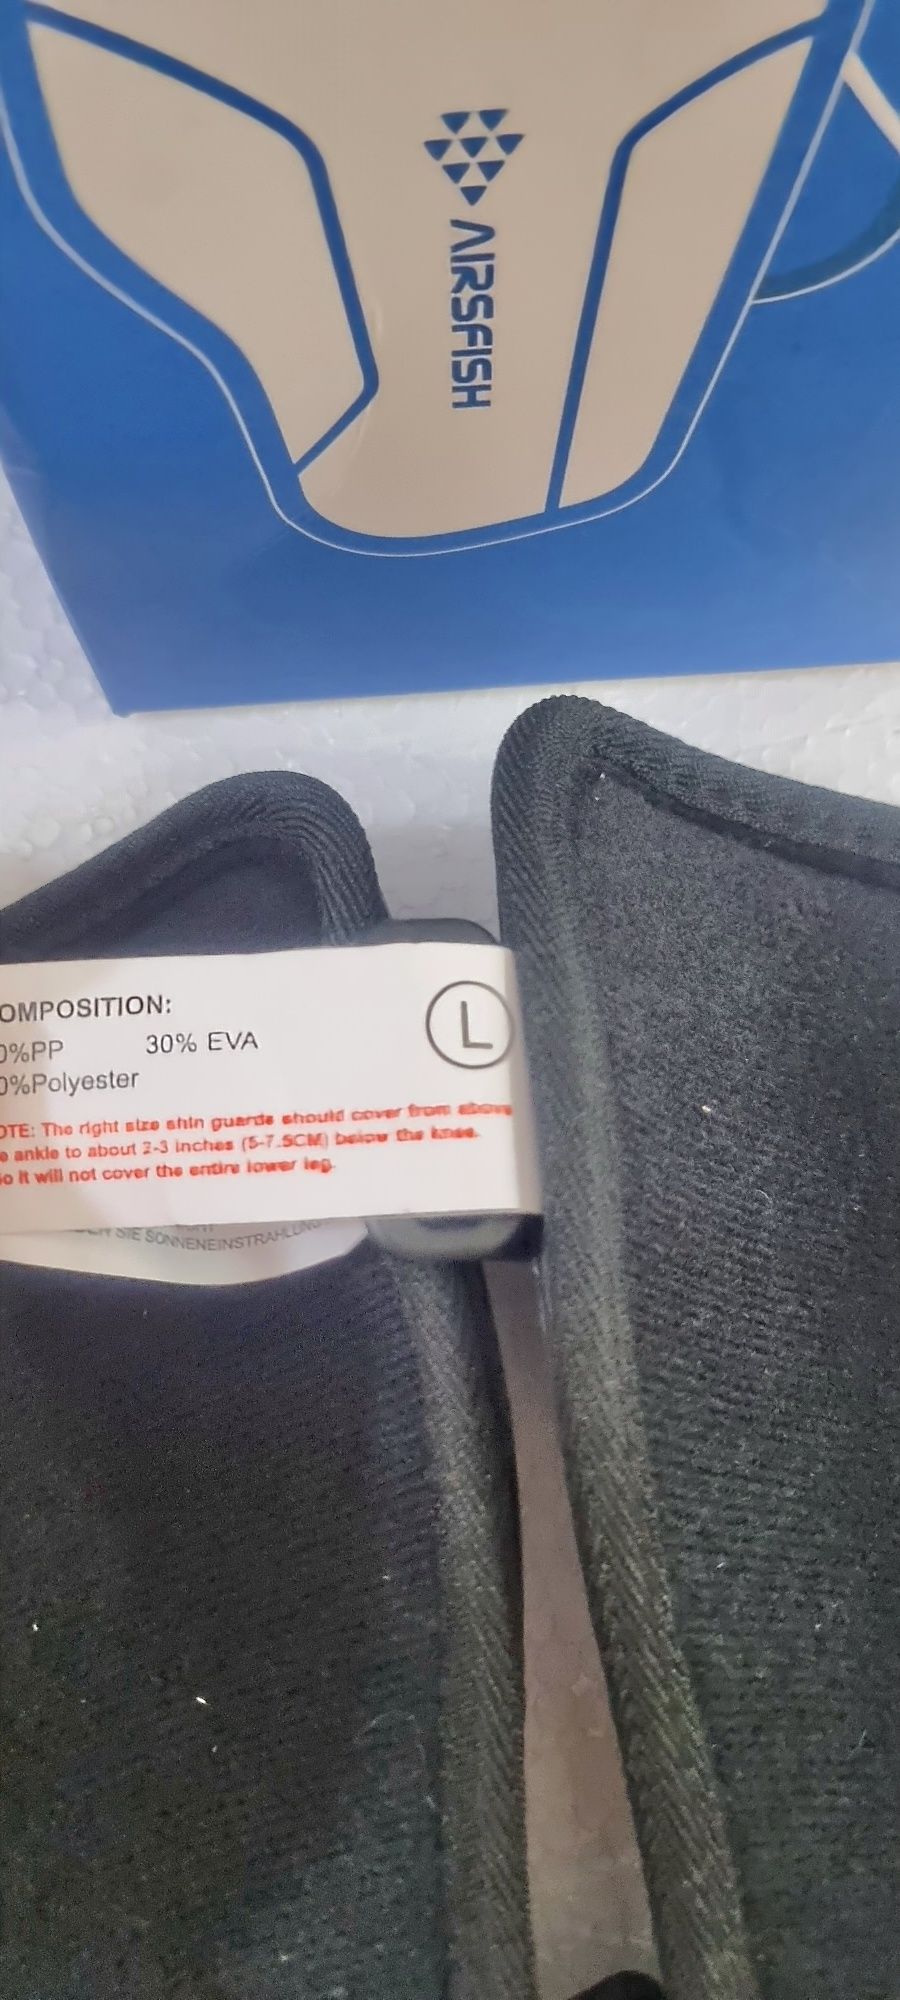 AIRSFISH
OMPOSITION:
0%PP 30% EVA
0%Polyester
L
OTE: The right size shin guards should cover from above
e ankle to about 2-3 inches (5-7.5CM) below the knee.
so it will not cover the entire lower leg.
SIE SONNENEINSTRAHLUNG